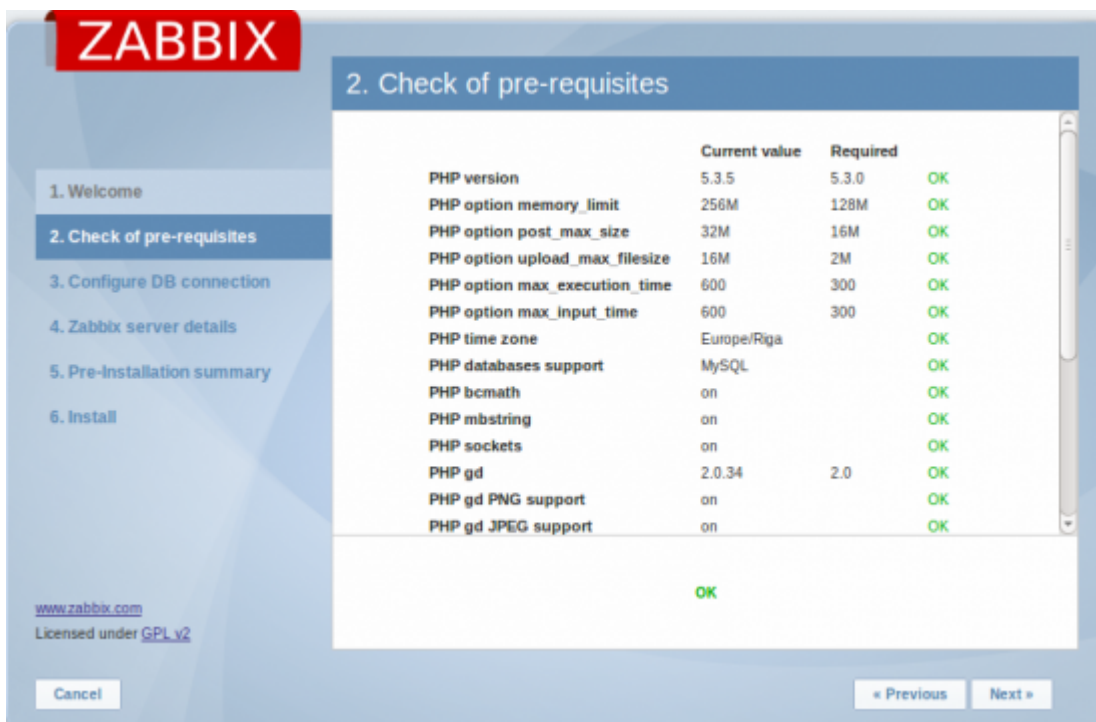 ZABBIX
2. Check of pre-requisites
1. Welcome
2. Check of pre-requisites
3. Configure DB connection
4. Zabbix server details
5. Pre-Installation summary
6. Install
Current value Required
PHP version 5.3.5 5.3.0 OK
PHP option memory_limit 256M 128M OK
PHP option post_max_size 32M 16M OK
PHP option upload_max_filesize 16M 2M OK
PHP option max_execution_time 600 300 OK
PHP option max_input_time 600 300 OK
PHP time zone Europe/Riga OK
PHP databases support MySQL OK
PHP bcmath on OK
PHP mbstring on OK
PHP sockets on OK
PHP gd 2.0.34 2.0 OK
PHP gd PNG support on OK
PHP gd JPEG support on OK
OK
www.zabbix.com
Licensed under GPL v2
Cancel
« Previous
Next »